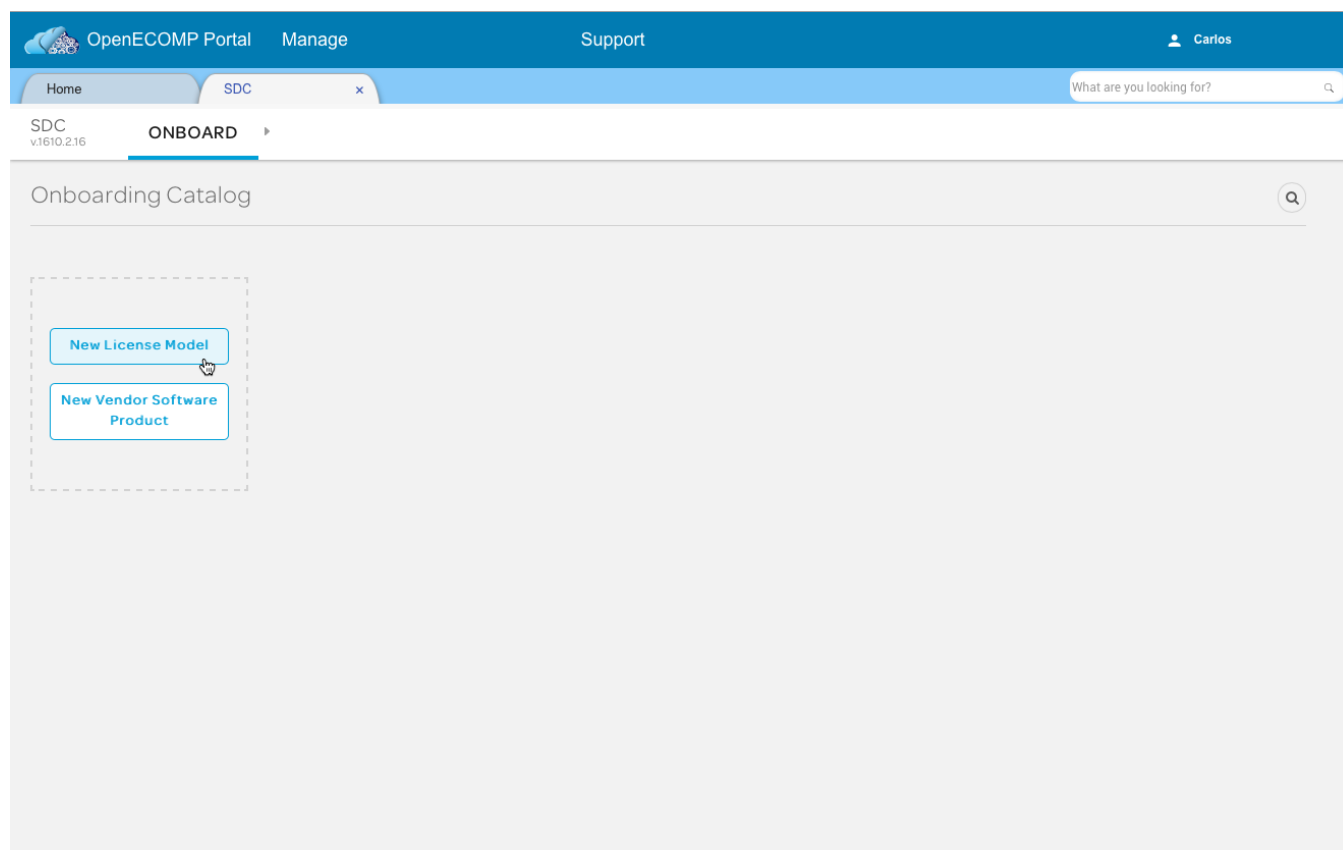 OpenECOMP Portal Manage Support Carlos
Home SDC × What are you looking for?
SDC
v.1610.2.16
ONBOARD
Onboarding Catalog
New License Model
New Vendor Software
Product